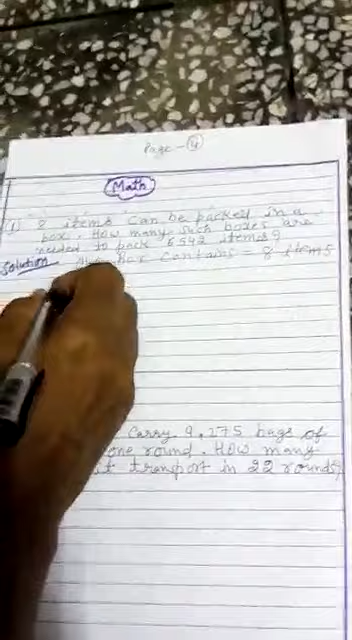 Page - 4
Math
1) 8 items can be packed in a
box. How many such boxes are
needed to pack 6542 items?
Solution Box contains = 8 items
Carry 9,275 bags of
one round. How many
transport in 22 rounds?